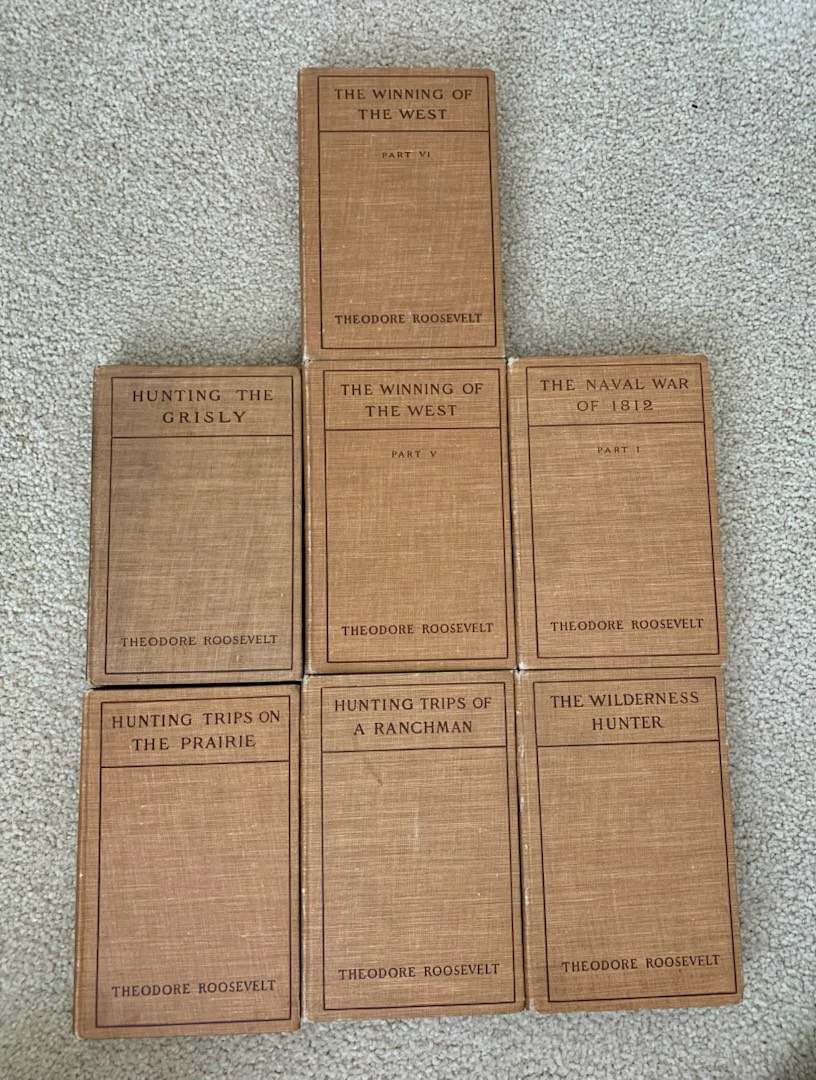 THE WINNING OF
THE WEST
PART VI
THEODORE ROOSEVELT
HUNTING THE
GRISLY
THEODORE ROOSEVELT
THE WINNING OF
THE WEST
PART V
THEODORE ROOSEVELT
THE NAVAL WAR
OF 1812
PART I
THEODORE ROOSEVELT
HUNTING TRIPS ON
THE PRAIRIE
THEODORE ROOSEVELT
HUNTING TRIPS OF
A RANCHMAN
THEODORE ROOSEVELT
THE WILDERNESS
HUNTER
THEODORE ROOSEVELT